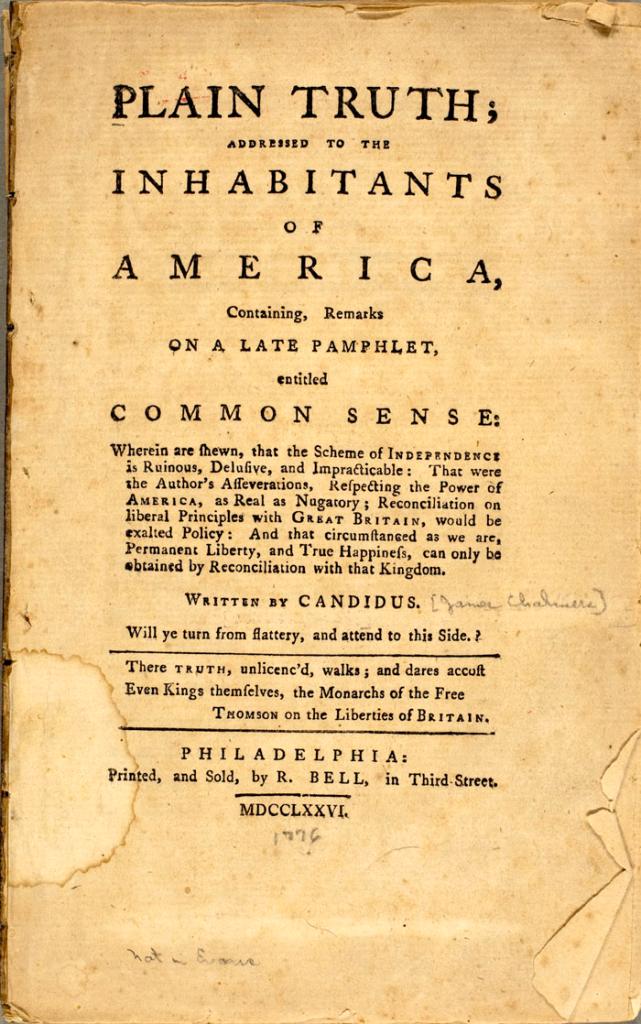 PLAIN TRUTH;
ADDRESSED TO THE
INHABITANTS
OF
AMERICA,
Containing, Remarks
ON A LATE PAMPHLET,
entitled
COMMON SENSE:
Wherein are ſhewn, that the Scheme of INDEPENDENCE
is Ruinous, Deluſive, and Impracticable: That were
the Author's Aſſeverations, Reſpecting the Power of
AMERICA, as Real as Nugatory; Reconciliation on
liberal Principles with GREAT BRITAIN, would be
exalted Policy: And that circumſtanced as we are,
Permanent Liberty, and True Happineſs, can only be
obtained by Reconciliation with that Kingdom.
WRITTEN BY CANDIDUS. [James Chalmers]
Will ye turn from flattery, and attend to this Side.?
There TRUTH, unlicenc'd, walks; and dares accoſt
Even Kings themſelves, the Monarchs of the Free
THOMSON on the Liberties of BRITAIN.
PHILADELPHIA:
Printed, and Sold, by R. BELL, in Third-Street.
MDCCLXXVI.
1776
Not in Evans